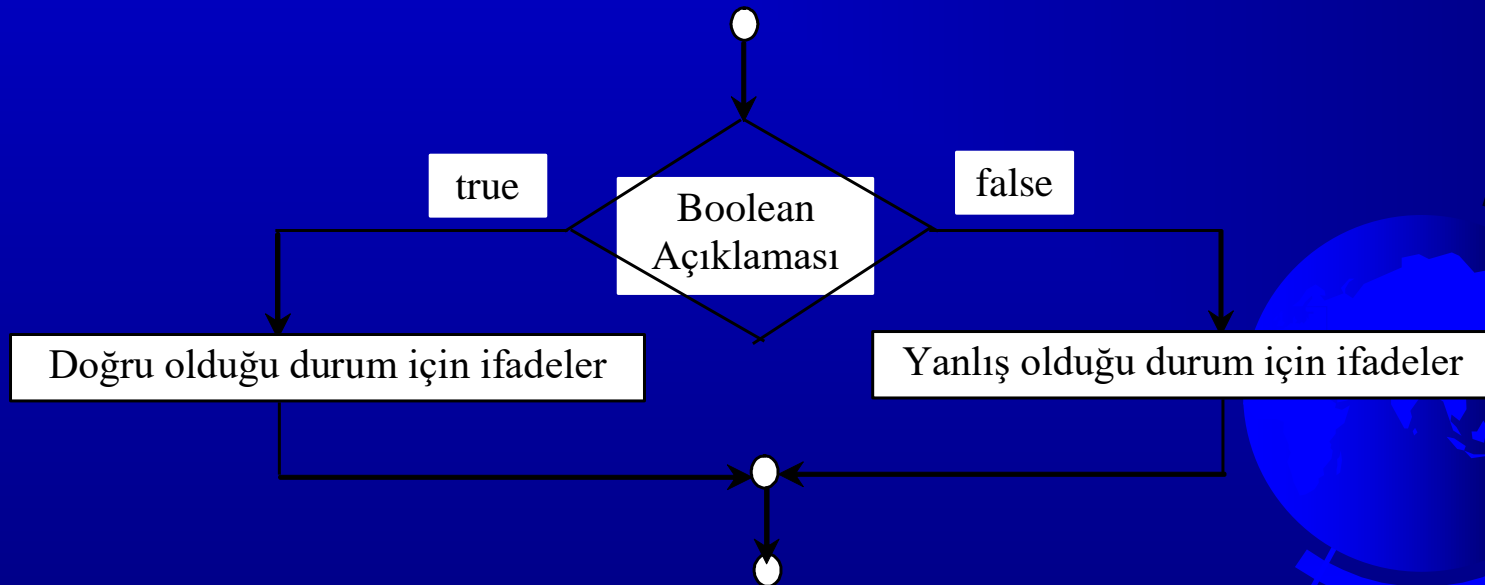 true
false
Boolean
Açıklaması
Doğru olduğu durum için ifadeler
Yanlış olduğu durum için ifadeler